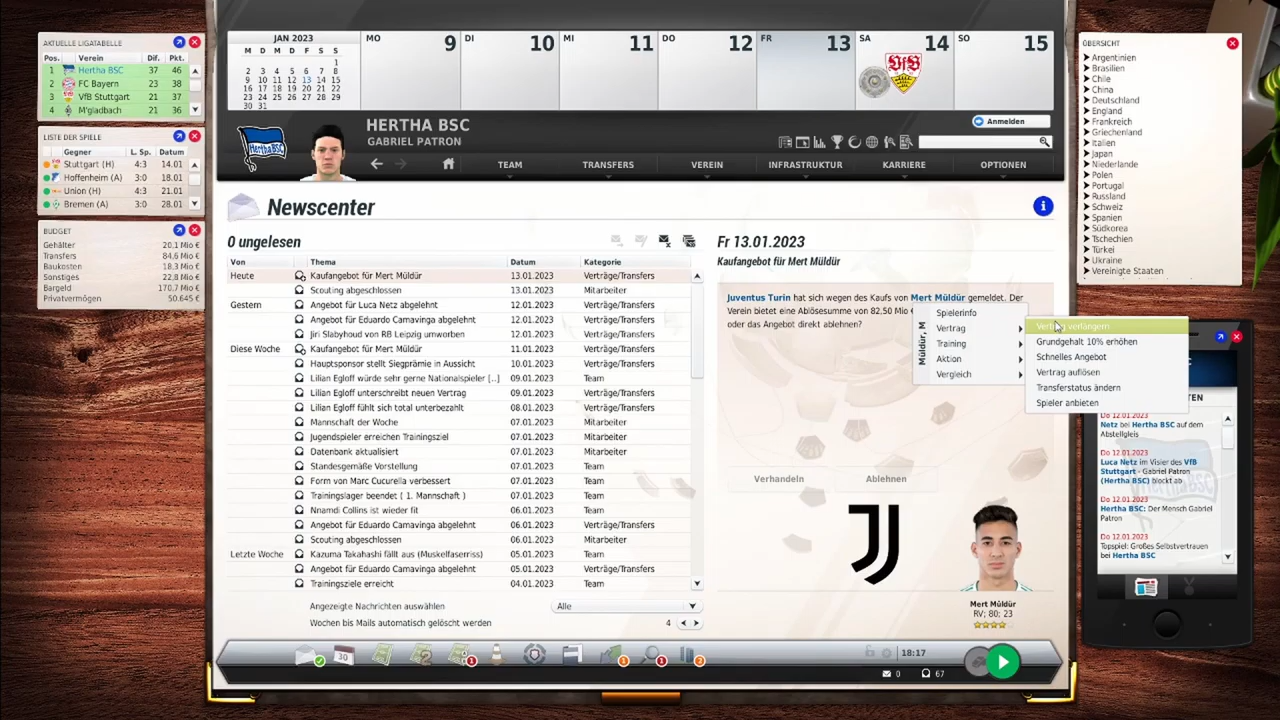 AKTUELLE LIGATABELLE
Pos. Verein Dif. Pkt.
1 Hertha BSC 37 46
2 FC Bayern 23 38
3 VfB Stuttgart 21 37
4 M'gladbach 21 36
LISTE DER SPIELE
Gegner L. Sp. Datum
Stuttgart (H) 4:3 14.01
Hoffenheim (A) 3:0 18.01
Union (H) 4:3 21.01
Bremen (A) 3:0 28.01
BUDGET
Gehälter 20,1 Mio €
Transfers 84,6 Mio €
Baukosten 18,3 Mio €
Sonstiges 22,8 Mio €
Bargeld 170,7 Mio €
Privatvermögen 50.645 €
JAN 2023
M D M D F S S
1
2 3 4 5 6 7 8
9 10 11 12 13 14 15
16 17 18 19 20 21 22
23 24 25 26 27 28 29
30 31
MO 9
DI 10
MI 11
DO 12
FR 13
SA 14
SO 15
HERTHA BSC
GABRIEL PATRON
Anmelden
TEAM TRANSFERS VEREIN INFRASTRUKTUR KARRIERE OPTIONEN
Newscenter
0 ungelesen
Von Thema Datum Kategorie
Heute Kaufangebot für Mert Müldür 13.01.2023 Verträge/Transfers
Scouting abgeschlossen 13.01.2023 Mitarbeiter
Gestern Angebot für Luca Netz abgelehnt 12.01.2023 Verträge/Transfers
Angebot für Eduardo Camavinga abgelehnt 12.01.2023 Verträge/Transfers
Jiri Slabyhoud von RB Leipzig umworben 12.01.2023 Verträge/Transfers
Diese Woche Kaufangebot für Mert Müldür 11.01.2023 Verträge/Transfers
Hauptsponsor stellt Siegprämie in Aussicht 10.01.2023 Verträge/Transfers
Lilian Egloff würde sehr gerne Nationalspieler [..] 09.01.2023 Team
Lilian Egloff unterschreibt neuen Vertrag 09.01.2023 Verträge/Transfers
Lilian Egloff fühlt sich total unterbezahlt 08.01.2023 Verträge/Transfers
Mannschaft der Woche 07.01.2023 Mitarbeiter
Jugendspieler erreichen Trainingsziel 07.01.2023 Mitarbeiter
Datenbank aktualisiert 07.01.2023 Mitarbeiter
Standesgemäße Vorstellung 07.01.2023 Team
Form von Marc Cucurella verbessert 07.01.2023 Team
Trainingslager beendet ( 1. Mannschaft ) 07.01.2023 Team
Nnamdi Collins ist wieder fit 06.01.2023 Team
Angebot für Eduardo Camavinga abgelehnt 06.01.2023 Verträge/Transfers
Scouting abgeschlossen 06.01.2023 Mitarbeiter
Letzte Woche Kazuma Takahashi fällt aus (Muskelfaserriss) 05.01.2023 Team
Angebot für Eduardo Camavinga abgelehnt 05.01.2023 Verträge/Transfers
Trainingsziele erreicht 04.01.2023 Team
Angezeigte Nachrichten auswählen Alle
Wochen bis Mails automatisch gelöscht werden 4
Fr 13.01.2023
Kaufangebot für Mert Müldür
Juventus Turin hat sich wegen des Kaufs von Mert Müldür gemeldet. Der
Verein bietet eine Ablösesumme von 82,50 Mio €
oder das Angebot direkt ablehnen?
Müldür M
Spielerinfo
Vertrag
Training
Aktion
Vergleich
Vertrag verlängern
Grundgehalt 10% erhöhen
Schnelles Angebot
Vertrag auflösen
Transferstatus ändern
Spieler anbieten
Verhandeln Ablehnen
Mert Müldür
RV; 80; 23
30
2
1
1
1
7
18:17
0 67
ÜBERSICHT
Argentinien
Brasilien
Chile
China
Deutschland
England
Frankreich
Griechenland
Italien
Japan
Niederlande
Polen
Portugal
Russland
Schweiz
Spanien
Südkorea
Tschechien
Türkei
Ukraine
Vereinigte Staaten
TEN
Do 12.01.2023
Netz bei Hertha BSC auf dem
Abstellgleis
Do 12.01.2023
Luca Netz im Visier des VfB
Stuttgart - Gabriel Patron
(Hertha BSC) blockt ab
Do 12.01.2023
Hertha BSC: Der Mensch Gabriel
Patron
Do 12.01.2023
Topspiel: Großes Selbstvertrauen
bei Hertha BSC